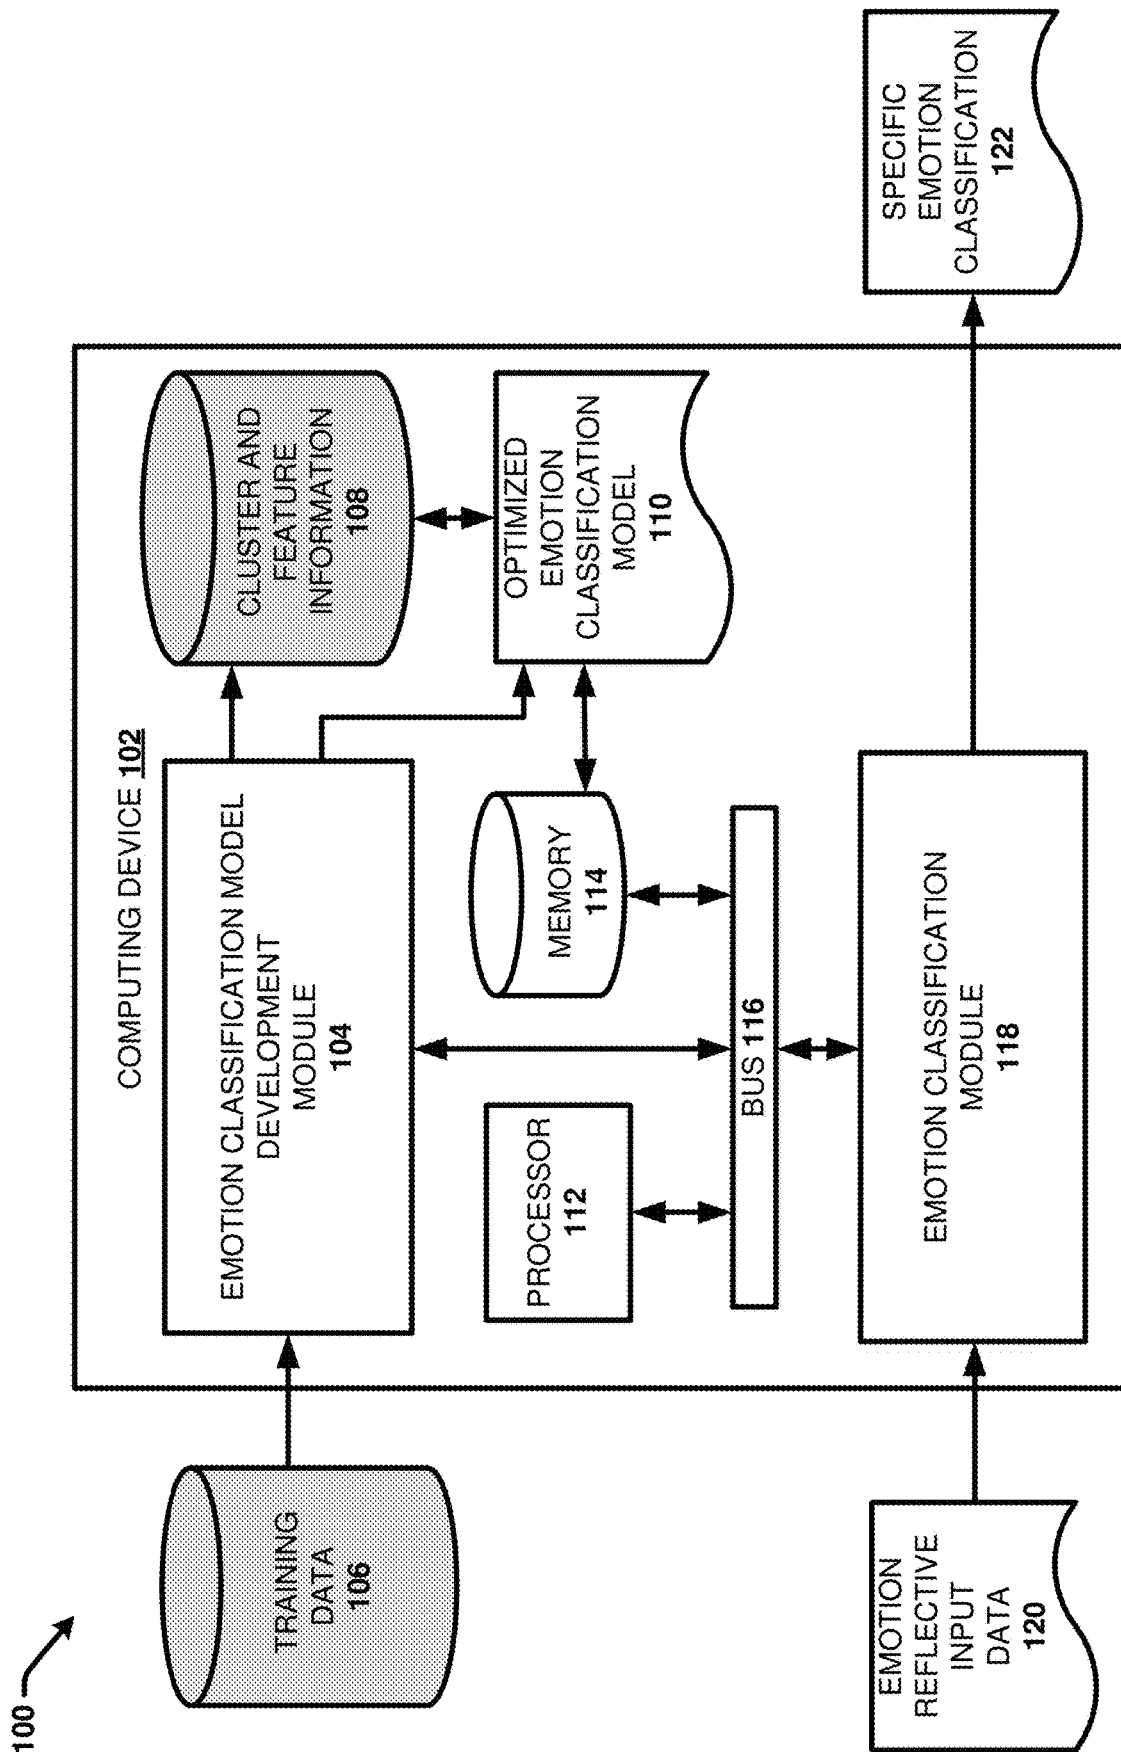 100
COMPUTING DEVICE 102
TRAINING
DATA
106
EMOTION CLASSIFICATION MODEL
DEVELOPMENT
MODULE
104
CLUSTER AND
FEATURE
INFORMATION
108
PROCESSOR
112
MEMORY
114
OPTIMIZED
EMOTION
CLASSIFICATION
MODEL
110
BUS 116
EMOTION
REFLECTIVE
INPUT
DATA
120
EMOTION CLASSIFICATION
MODULE
118
SPECIFIC
EMOTION
CLASSIFICATION
122